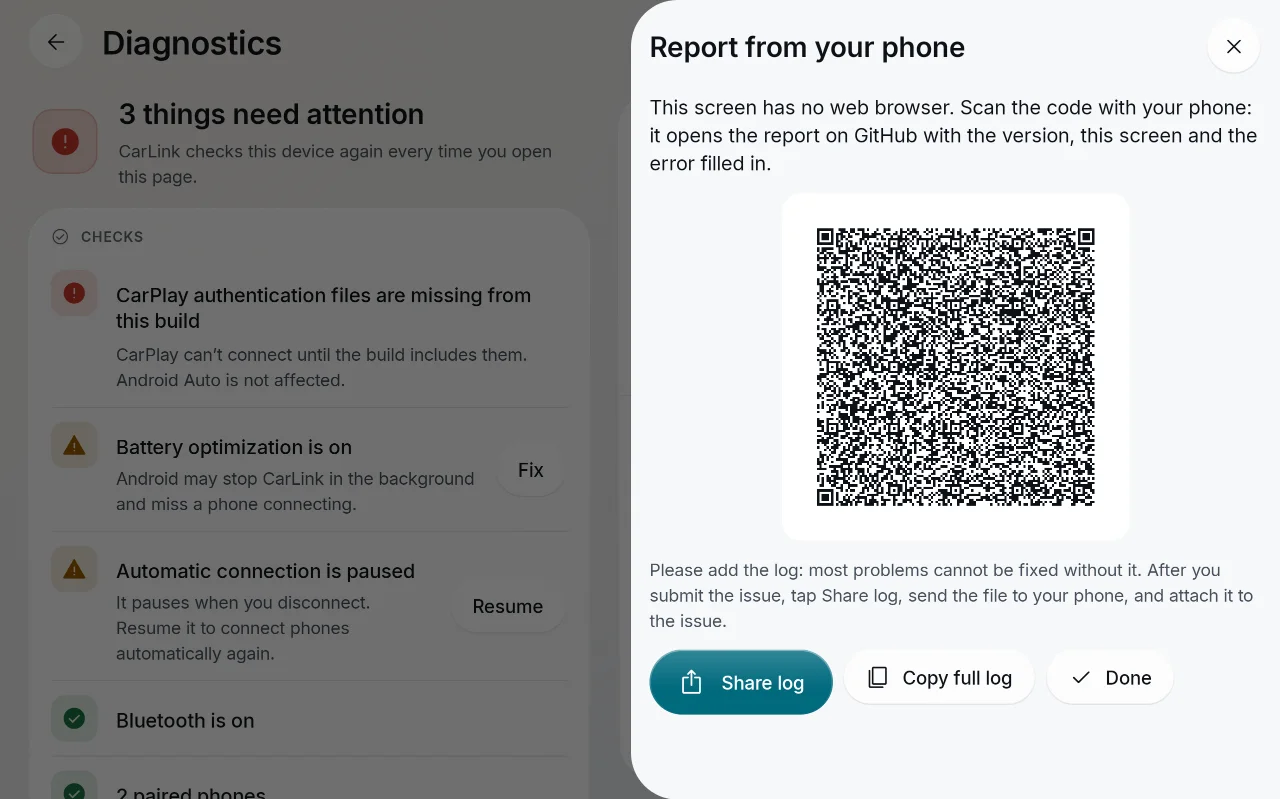 Diagnostics
3 things need attention
CarLink checks this device again every time you open
this page.
CHECKS
CarPlay authentication files are missing from
this build
CarPlay can’t connect until the build includes them.
Android Auto is not affected.
Battery optimization is on
Android may stop CarLink in the background
and miss a phone connecting.
Fix
Automatic connection is paused
It pauses when you disconnect.
Resume it to connect phones
automatically again.
Resume
Bluetooth is on
2 paired phones
Report from your phone
This screen has no web browser. Scan the code with your phone:
it opens the report on GitHub with the version, this screen and the
error filled in.
Please add the log: most problems cannot be fixed without it. After you
submit the issue, tap Share log, send the file to your phone, and attach it to
the issue.
Share log
Copy full log
Done